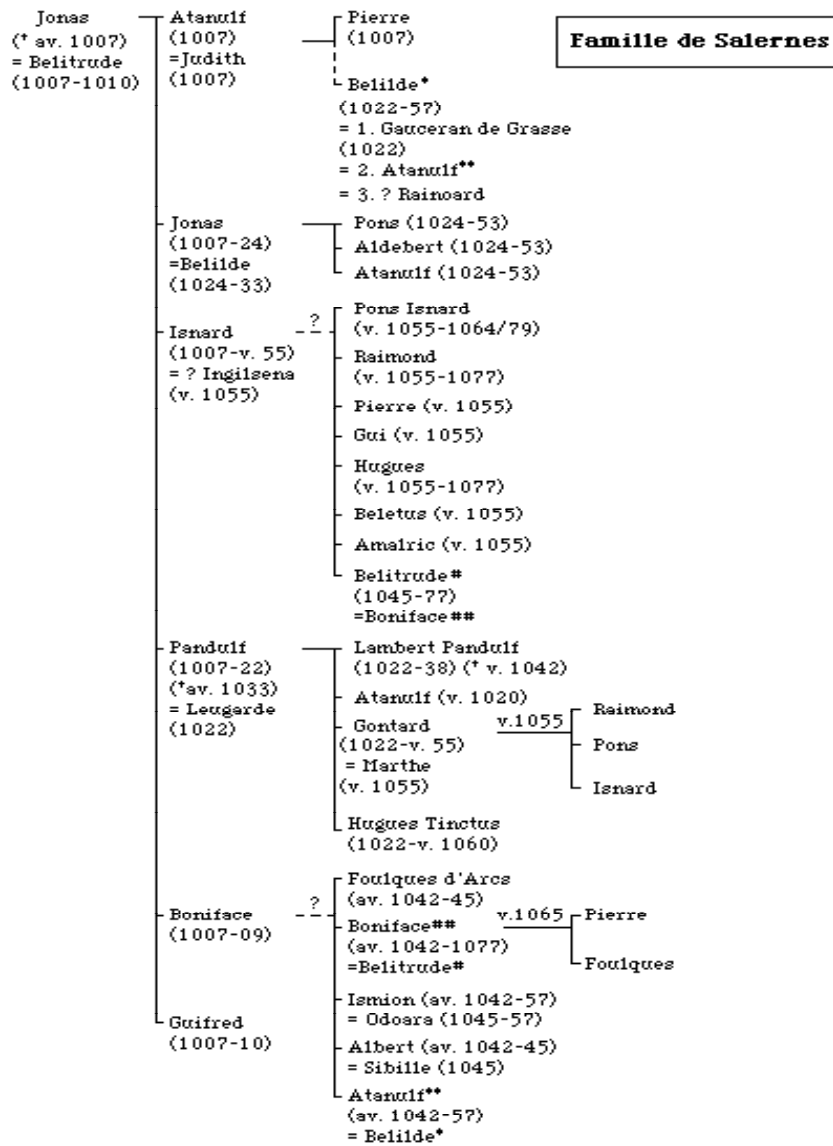 Famille de Salernes
Jonas
(† av. 1007)
= Belitrude
(1007-1010)
Atanulf
(1007)
=Judith
(1007)
Pierre
(1007)
Belilde*
(1022-57)
= 1. Gauceran de Grasse
(1022)
= 2. Atanulf**
= 3. ? Rainoard
Jonas
(1007-24)
=Belilde
(1024-33)
Pons (1024-53)
Aldebert (1024-53)
Atanulf (1024-53)
Isnard
(1007-v. 55)
= ? Ingilsena
(v. 1055)
?
Pons Isnard
(v. 1055-1064/79)
Raimond
(v. 1055-1077)
Pierre (v. 1055)
Gui (v. 1055)
Hugues
(v. 1055-1077)
Beletus (v. 1055)
Amalric (v. 1055)
Belitrude#
(1045-77)
=Boniface##
Pandulf
(1007-22)
(†av. 1033)
= Leugarde
(1022)
Lambert Pandulf
(1022-38) († v. 1042)
Atanulf (v. 1020)
Gontard
(1022-v. 55)
= Marthe
(v. 1055)
v.1055
Raimond
Pons
Isnard
Hugues Tinctus
(1022-v. 1060)
Boniface
(1007-09)
?
Foulques d'Arcs
(av. 1042-45)
Boniface##
(av. 1042-1077)
=Belitrude#
v.1065
Pierre
Foulques
Ismion (av. 1042-57)
= Odoara (1045-57)
Albert (av. 1042-45)
= Sibille (1045)
Atanulf**
(av. 1042-57)
= Belilde*
Guifred
(1007-10)